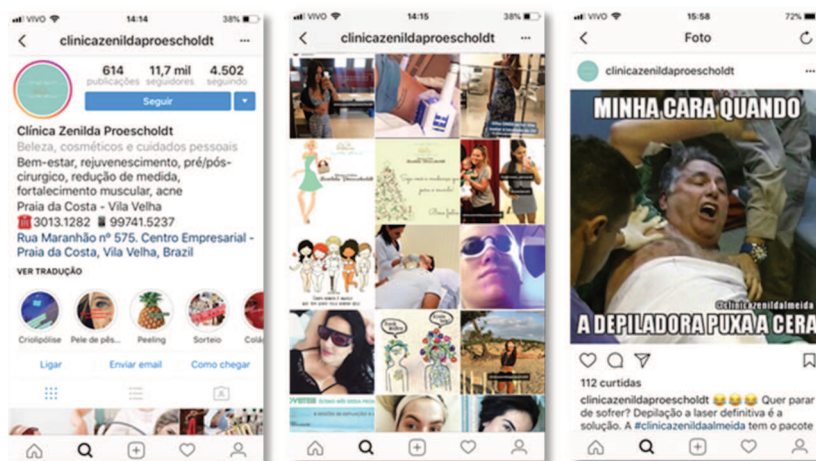 VIVO 14:14 38%
clinicazenildaproescholdt
614 11,7 mil 4.502
publicações seguidores seguindo
Seguir
Clínica Zenilda Proescholdt
Beleza, cosméticos e cuidados pessoais
Bem-estar, rejuvenescimento, pré/pós-
cirurgico, redução de medida,
fortalecimento muscular, acne
Praia da Costa - Vila Velha
☎3013.1282 📱 99741.5237
Rua Maranhão nº 575. Centro Empresarial -
Praia da Costa, Vila Velha, Brazil
VER TRADUÇÃO
Criolipólise Pele de pês... Peeling Sorteio Colá
Ligar Enviar email Como chegar
VIVO 14:15 38%
clinicazenildaproescholdt
VIVO 15:58 72%
Foto
clinicazenildaproescholdt
MINHA CARA QUANDO
@clinicazenildalmeida
A DEPILADORA PUXA A CERA
112 curtidas
clinicazenildaproescholdt 😂😂😂 Quer parar
de sofrer? Depilação a laser definitiva é a
solução. A #clinicazenildaalmeida tem o pacote